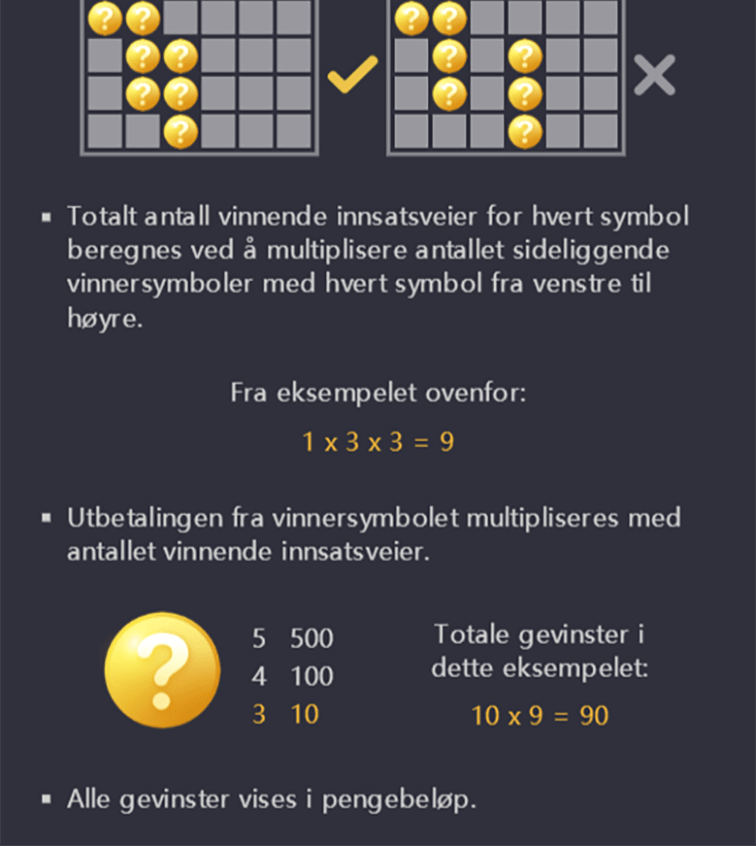 ? ? ? ?
? ? ? ?
? ? ? ?
? ?
▪ Totalt antall vinnende innsatsveier for hvert symbol
beregnes ved å multiplisere antallet sideliggende
vinnersymboler med hvert symbol fra venstre til
høyre.
Fra eksempelet ovenfor:
1 x 3 x 3 = 9
▪ Utbetalingen fra vinnersymbolet multipliseres med
antallet vinnende innsatsveier.
?
5 500
4 100
3 10
Totale gevinster i
dette eksempelet:
10 x 9 = 90
▪ Alle gevinster vises i pengebeløp.